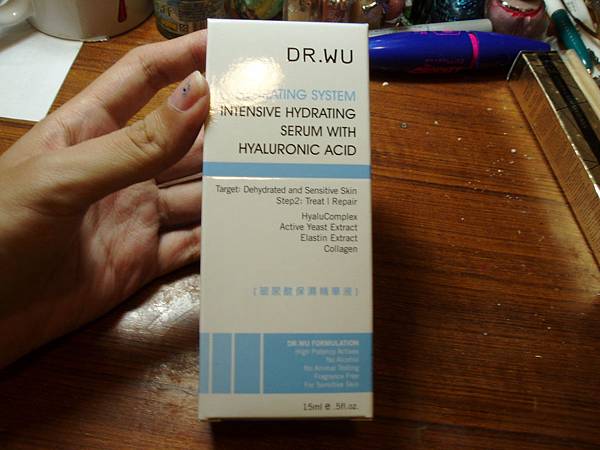 DR.WU
HYDRATING SYSTEM
INTENSIVE HYDRATING
SERUM WITH
HYALURONIC ACID
Target: Dehydrated and Sensitive Skin
Step2: Treat | Repair
HyaluComplex
Active Yeast Extract
Elastin Extract
Collagen
[玻尿酸保濕精華液]
DR.WU FORMULATION
High Potency Actives
No Alcohol
No Animal Testing
Fragrance Free
For Sensitive Skin
15ml e .5fl.oz.